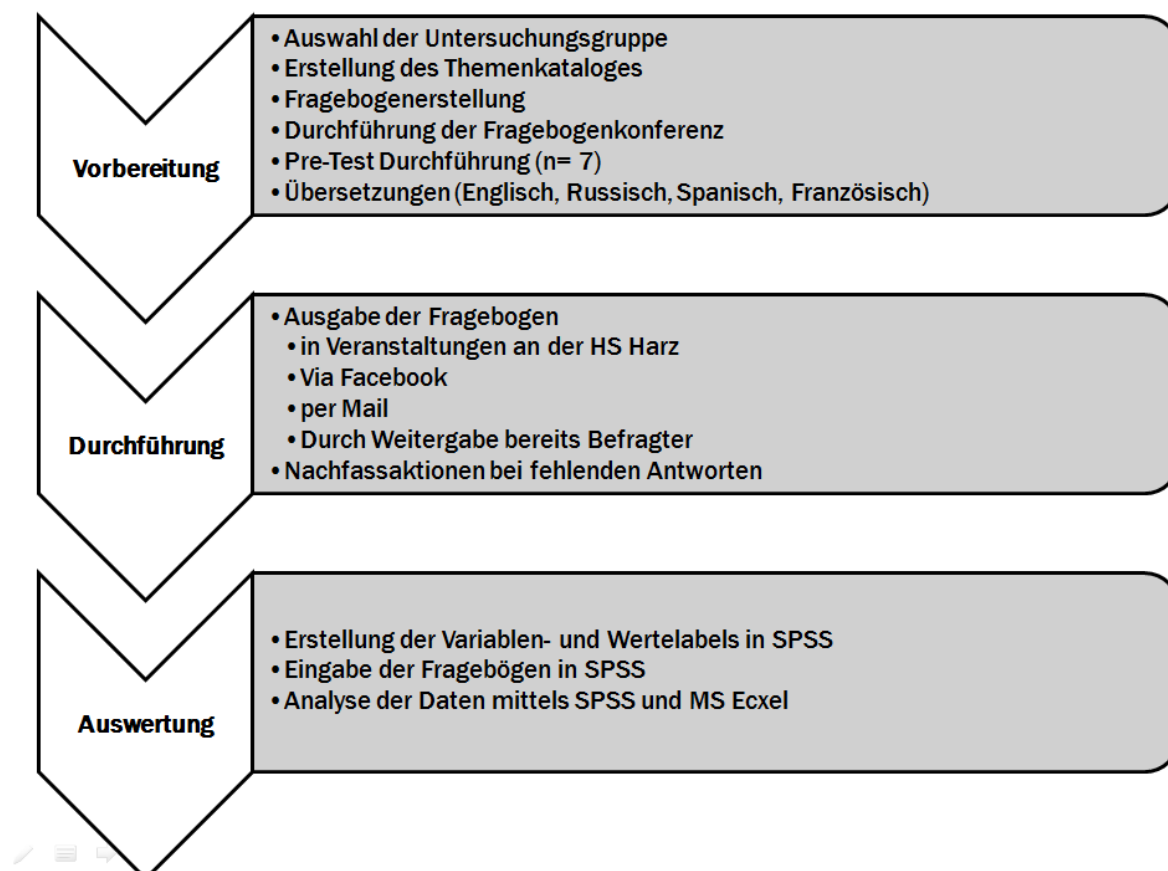 Vorbereitung
•Auswahl der Untersuchungsgruppe
•Erstellung des Themenkataloges
•Fragebogenerstellung
•Durchführung der Fragebogenkonferenz
•Pre-Test Durchführung (n= 7)
•Übersetzungen (Englisch, Russisch, Spanisch, Französisch)
Durchführung
•Ausgabe der Fragebogen
•in Veranstaltungen an der HS Harz
•Via Facebook
•per Mail
•Durch Weitergabe bereits Befragter
•Nachfassaktionen bei fehlenden Antworten
Auswertung
•Erstellung der Variablen- und Wertelabels in SPSS
•Eingabe der Fragebögen in SPSS
•Analyse der Daten mittels SPSS und MS Ecxel